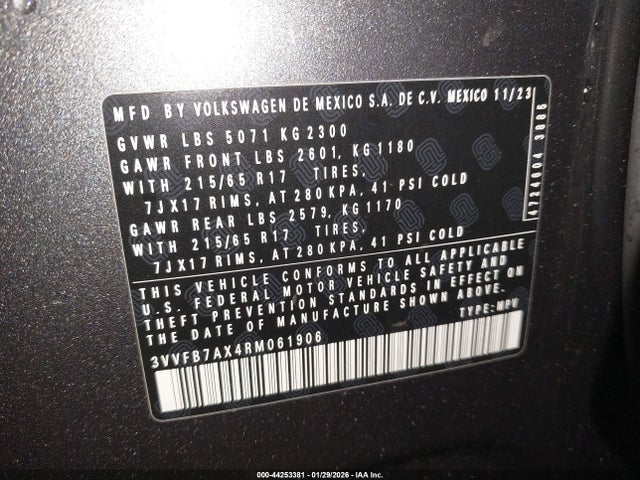 MFD BY VOLKSWAGEN DE MEXICO S.A. DE C.V. MEXICO 11/23
GVWR LBS 5071 KG 2300
GAWR FRONT LBS 2601, KG 1180
WITH 215/65 R17 TIRES,
7JX17 RIMS, AT 280 KPA, 41 PSI COLD
GAWR REAR LBS 2579, KG 1170
WITH 215/65 R17 TIRES,
7JX17 RIMS, AT 280 KPA, 41 PSI COLD
THIS VEHICLE CONFORMS TO ALL APPLICABLE
U.S. FEDERAL MOTOR VEHICLE SAFETY AND
THEFT PREVENTION STANDARDS IN EFFECT ON
THE DATE OF MANUFACTURE SHOWN ABOVE.
TYPE: MPV
3VVFB7AX4RM061906
4724804 3886
000-44253381 - 01/29/2026 - IAA Inc.